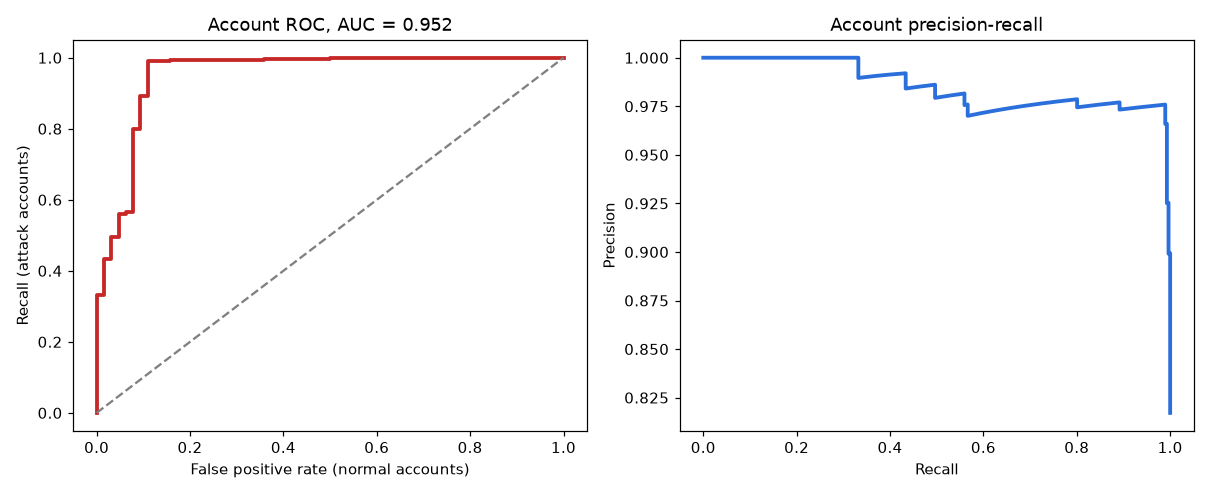 Account ROC, AUC = 0.952
Recall (attack accounts)
1.0
0.8
0.6
0.4
0.2
0.0
0.0 0.2 0.4 0.6 0.8 1.0
False positive rate (normal accounts)
Account precision-recall
Precision
1.000
0.975
0.950
0.925
0.900
0.875
0.850
0.825
0.0 0.2 0.4 0.6 0.8 1.0
Recall